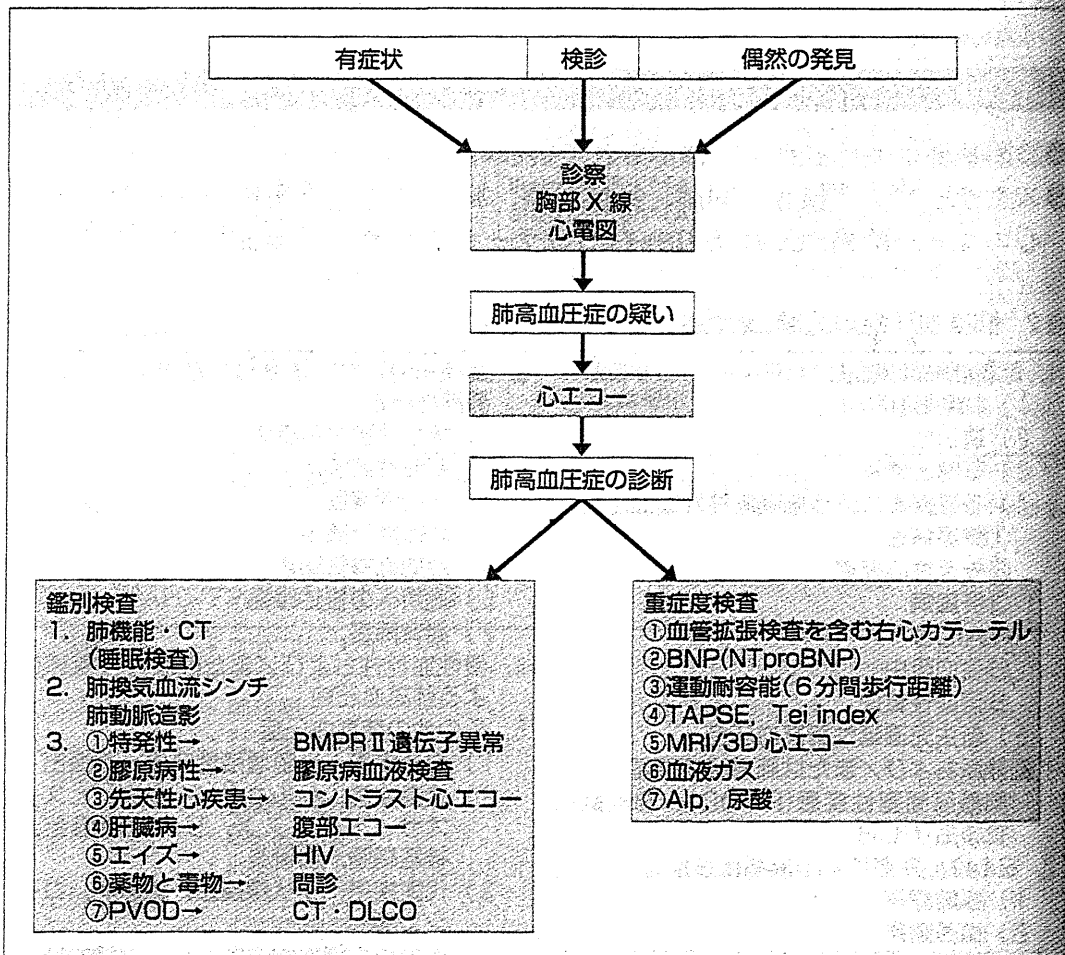 有症状
検診
偶然の発見
診察
胸部X線
心電図
肺高血圧症の疑い
心エコー
肺高血圧症の診断
鑑別検査
1. 肺機能・CT
(睡眠検査)
2. 肺換気血流シンチ
肺動脈造影
3. ①特発性→ BMPRⅡ遺伝子異常
②膠原病性→ 膠原病血液検査
③先天性心疾患→ コントラスト心エコー
④肝臓病→ 腹部エコー
⑤エイズ→ HIV
⑥薬物と毒物→ 問診
⑦PVOD→ CT・DLCO
重症度検査
①血管拡張検査を含む右心カテーテル
②BNP(NTproBNP)
③運動耐容能(6分間歩行距離)
④TAPSE, Tei index
⑤MRI/3D 心エコー
⑥血液ガス
⑦Alp, 尿酸